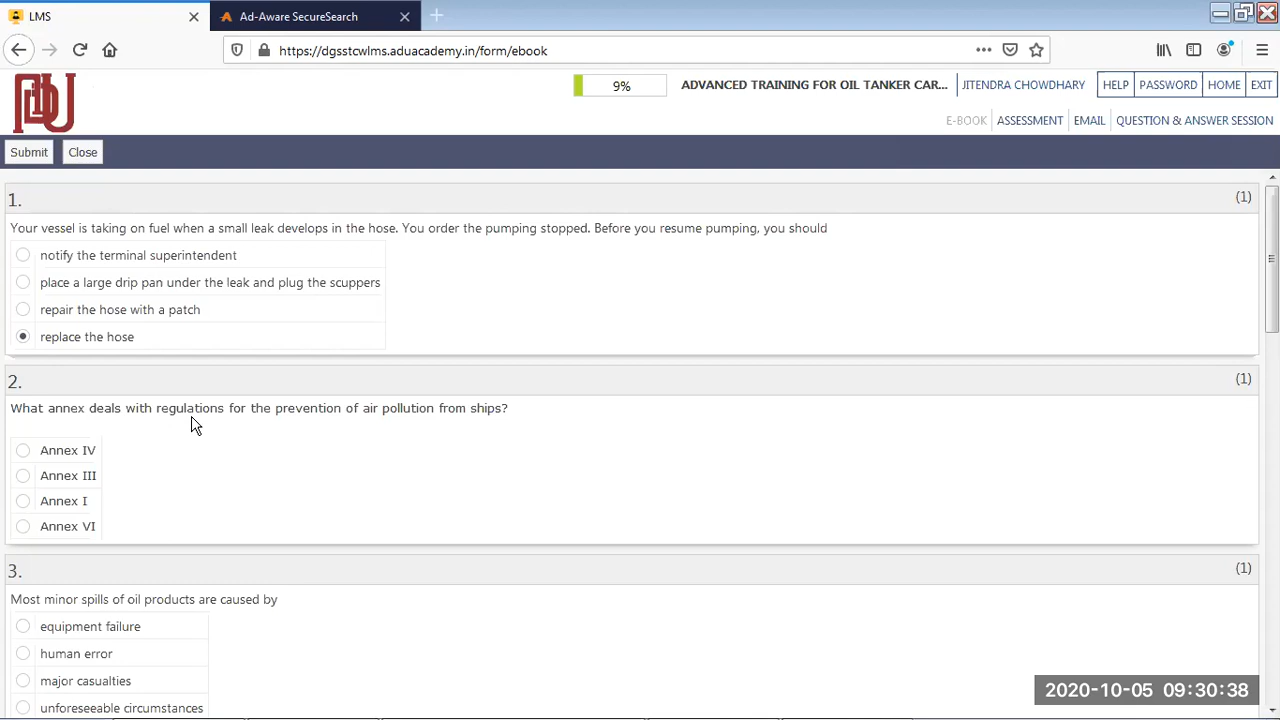 LMS
Ad-Aware SecureSearch
https://dgsstcwlms.aduacademy.in/form/ebook
9%
ADVANCED TRAINING FOR OIL TANKER CAR...
JITENDRA CHOWDHARY
HELP
PASSWORD
HOME
EXIT
E-BOOK
ASSESSMENT
EMAIL
QUESTION & ANSWER SESSION
Submit
Close
1.
(1)
Your vessel is taking on fuel when a small leak develops in the hose. You order the pumping stopped. Before you resume pumping, you should
notify the terminal superintendent
place a large drip pan under the leak and plug the scuppers
repair the hose with a patch
replace the hose
2.
(1)
What annex deals with regulations for the prevention of air pollution from ships?
Annex IV
Annex III
Annex I
Annex VI
3.
(1)
Most minor spills of oil products are caused by
equipment failure
human error
major casualties
unforeseeable circumstances
2020-10-05 09:30:38